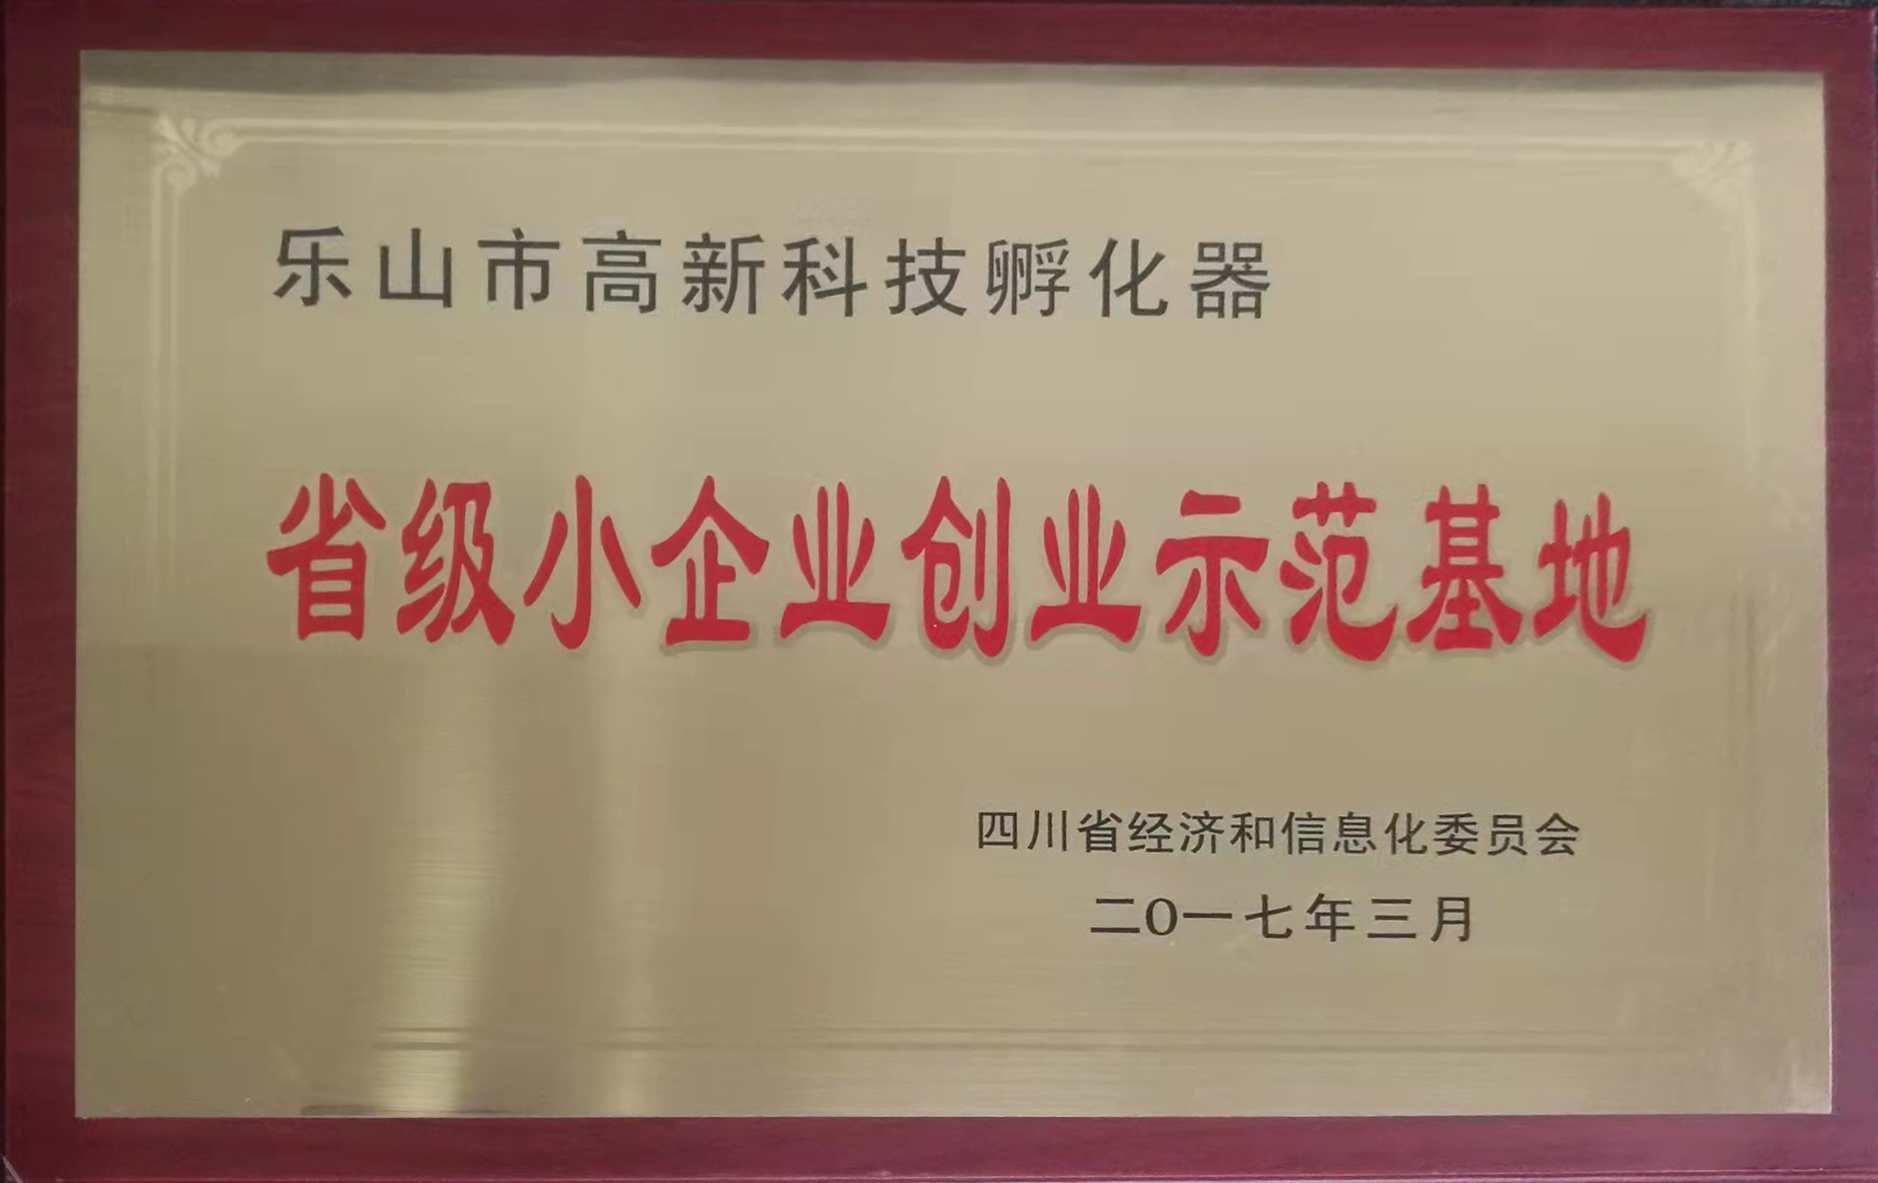 乐山市高新科技孵化器
省级小企业创业示范基地
四川省经济和信息化委员会
二O一七年三月